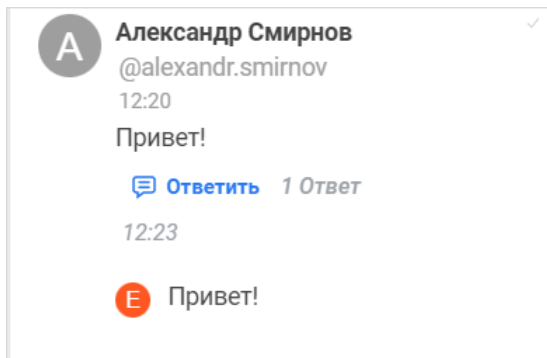 А
Александр Смирнов
@alexandr.smirnov
12:20
Привет!
Ответить 1 Ответ
12:23
Е Привет!